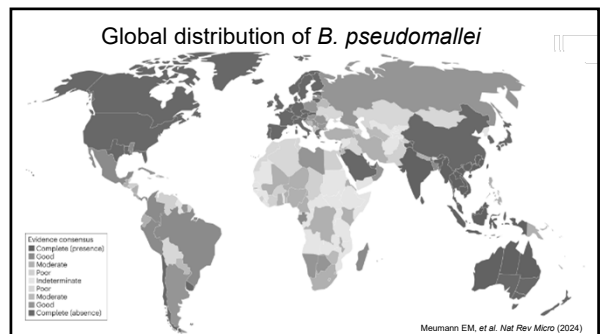 Global distribution of B. pseudomallei
Evidence consensus
Complete (presence)
Good
Moderate
Poor
Indeterminate
Poor
Moderate
Good
Complete (absence)
Meumann EM, et al. Nat Rev Micro (2024)